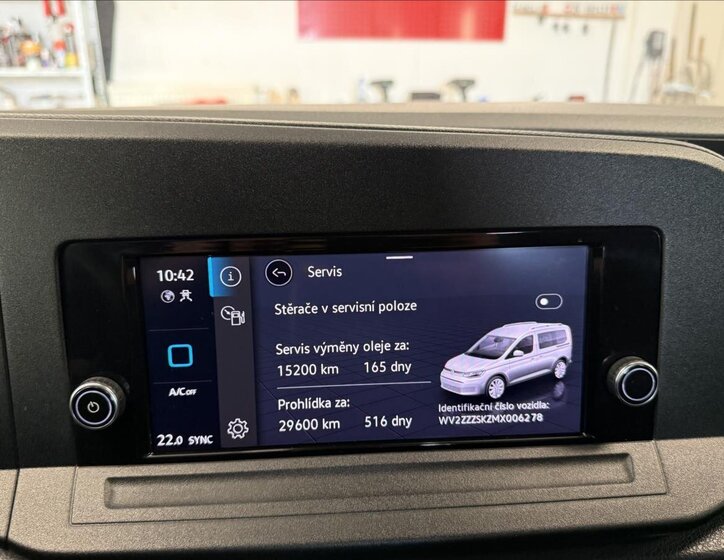 10:42
Servis
Stěrače v servisní poloze
Servis výměny oleje za:
15200 km 165 dny
A/C OFF
Prohlídka za:
29600 km 516 dny
Identifikační číslo vozidla:
WV2ZZZSKZMX006278
22.0 SYNC